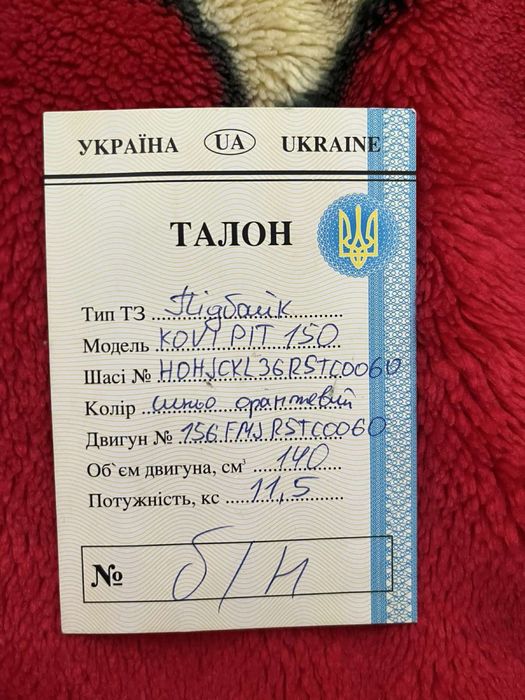 УКРАЇНА UA UKRAINE
ТАЛОН
Тип ТЗ Підбайк
Модель KOVI PIT 150
Шасі № HOHJCKL36RSTC0060
Колір синьо оранжевий
Двигун № 156FMJRSTC0060
Об`єм двигуна, см³ 140
Потужність, кс 11,5
№ б/н